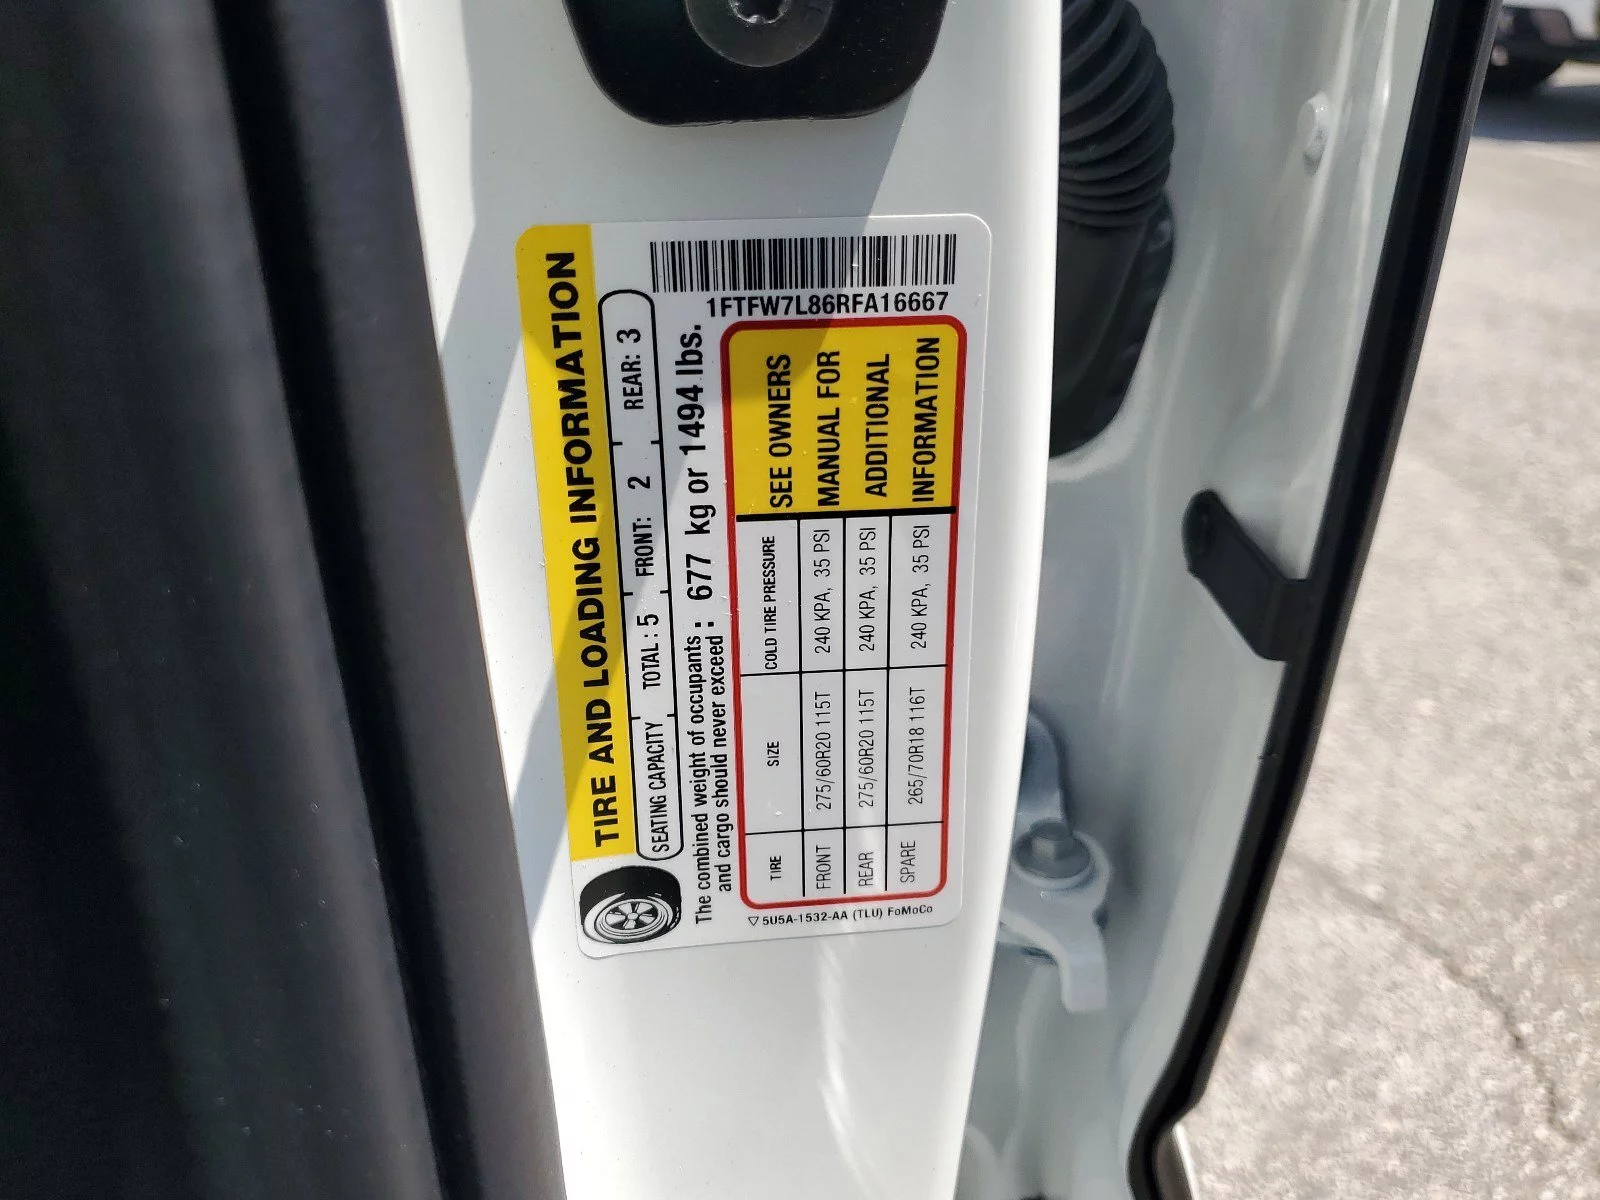 TIRE AND LOADING INFORMATION
SEATING CAPACITY TOTAL: 5 FRONT: 2 REAR: 3
The combined weight of occupants and cargo should never exceed : 677 kg or 1494 lbs.
TIRE SIZE COLD TIRE PRESSURE
FRONT 275/60R20 115T 240 KPA, 35 PSI
REAR 275/60R20 115T 240 KPA, 35 PSI
SPARE 265/70R18 116T 240 KPA, 35 PSI
SEE OWNERS
MANUAL FOR
ADDITIONAL
INFORMATION
5U5A-1532-AA (TLU) FoMoCo
1FTFW7L86RFA16667